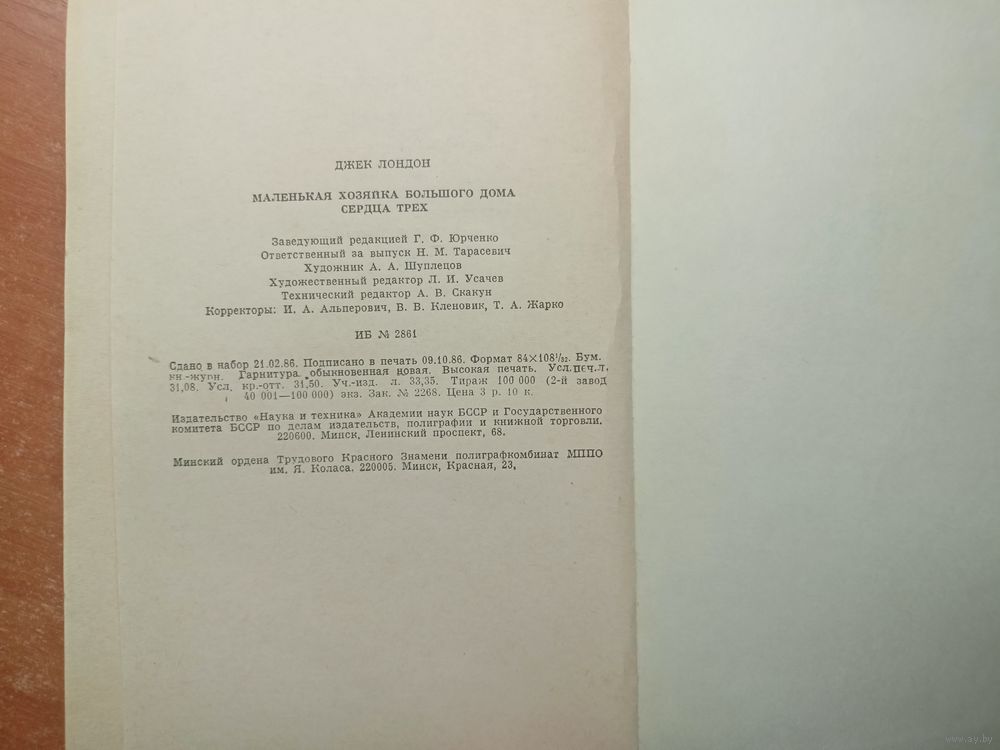 ДЖЕК ЛОНДОН
МАЛЕНЬКАЯ ХОЗЯЙКА БОЛЬШОГО ДОМА
СЕРДЦА ТРЕХ
Заведующий редакцией Г. Ф. Юрченко
Ответственный за выпуск Н. М. Тарасевич
Художник А. А. Шуплецов
Художественный редактор Л. И. Усачев
Технический редактор А. В. Скакун
Корректоры: И. А. Альперович, В. В. Кленовик, Т. А. Жарко
ИБ № 2861
Сдано в набор 21.02.86. Подписано в печать 09.10.86. Формат 84×108¹/₃₂. Бум.
кн-журн. Гарнитура обыкновенная новая. Высокая печать. Усл.печ.л.
31,08. Усл. кр.-отт. 31,50. Уч.-изд. л. 33,35. Тираж 100 000 (2-й завод
40 001—100 000) экз. Зак. № 2268. Цена 3 р. 10 к.
Издательство «Наука и техника» Академии наук БССР и Государственного
комитета БССР по делам издательств, полиграфии и книжной торговли.
220600. Минск, Ленинский проспект, 68.
Минский ордена Трудового Красного Знамени полиграфкомбинат МППО
им. Я. Коласа. 220005. Минск, Красная, 23,
www.ay.by